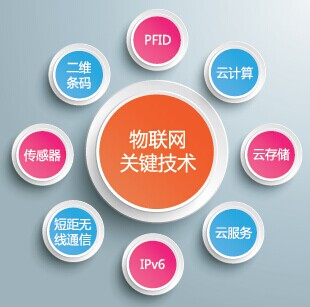 物联网
关键技术
PFID
云计算
云存储
云服务
IPv6
短距无
线通信
传感器
二维
条码